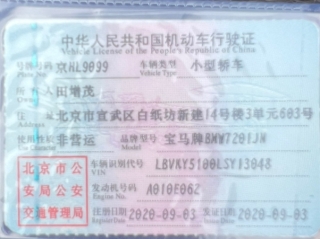 中华人民共和国机动车行驶证
Vehicle License of the People's Republic of China
号牌号码 京HL9099 车辆类型 小型轿车
Plate No. Vehicle Type
所有人 田增茂
住址 北京市宣武区白纸坊新建14号楼3单元603号
使用性质 非营运 品牌型号 宝马牌BMW7201JM
北京市公
安局公安
交通管理局
车辆识别代号 LBVKY5100LSY13048
发动机号码 A010E06Z
Engine No.
注册日期 2020-09-03 发证日期 2020-09-03
Register Date Issue Date